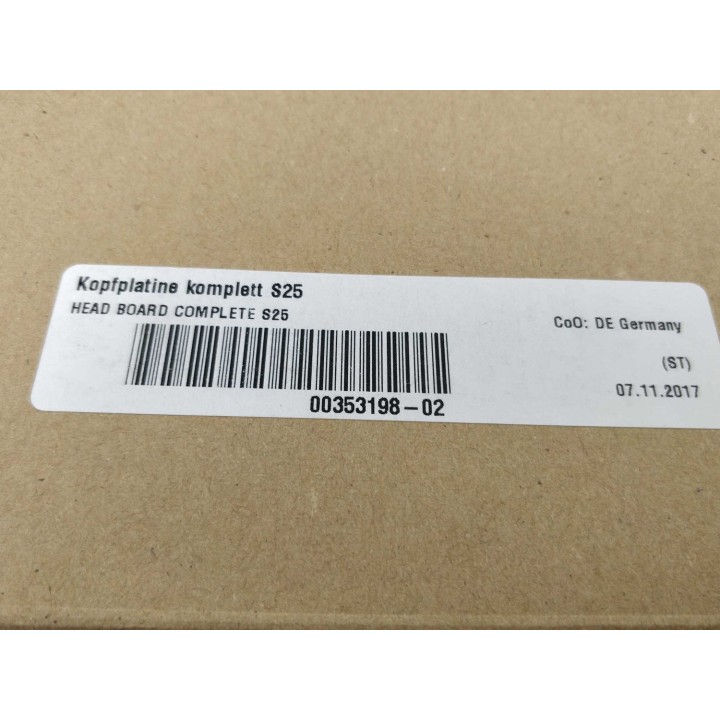 Kopfplatine komplett S25
HEAD BOARD COMPLETE S25
00353198-02
CoO: DE Germany
(ST)
07.11.2017